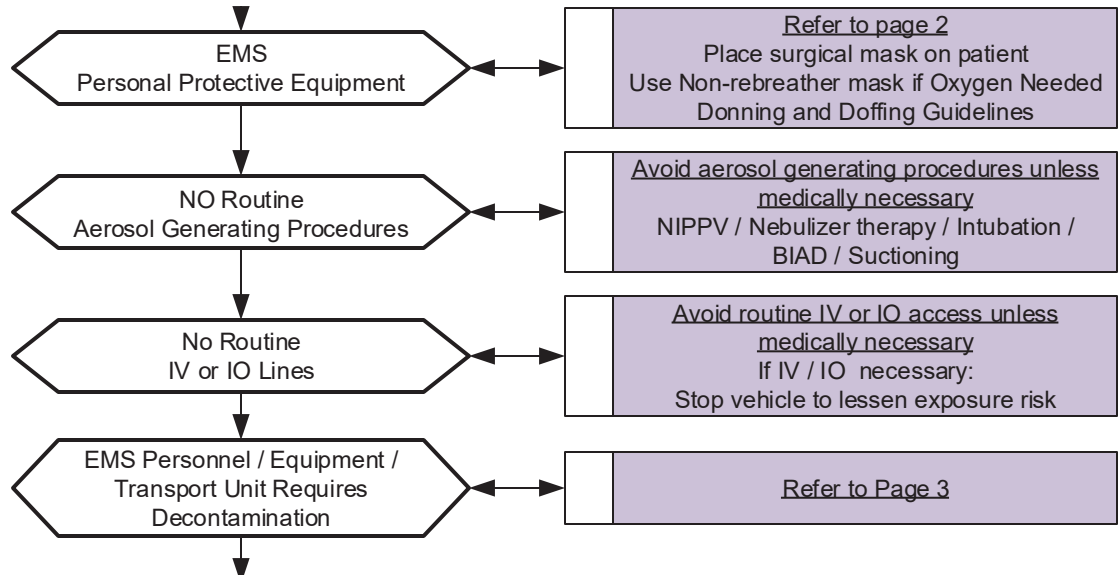 EMS
Personal Protective Equipment
Refer to page 2
Place surgical mask on patient
Use Non-rebreather mask if Oxygen Needed
Donning and Doffing Guidelines
NO Routine
Aerosol Generating Procedures
Avoid aerosol generating procedures unless
medically necessary
NIPPV / Nebulizer therapy / Intubation /
BIAD / Suctioning
No Routine
IV or IO Lines
Avoid routine IV or IO access unless
medically necessary
If IV / IO  necessary:
Stop vehicle to lessen exposure risk
EMS Personnel / Equipment /
Transport Unit Requires
Decontamination
Refer to Page 3